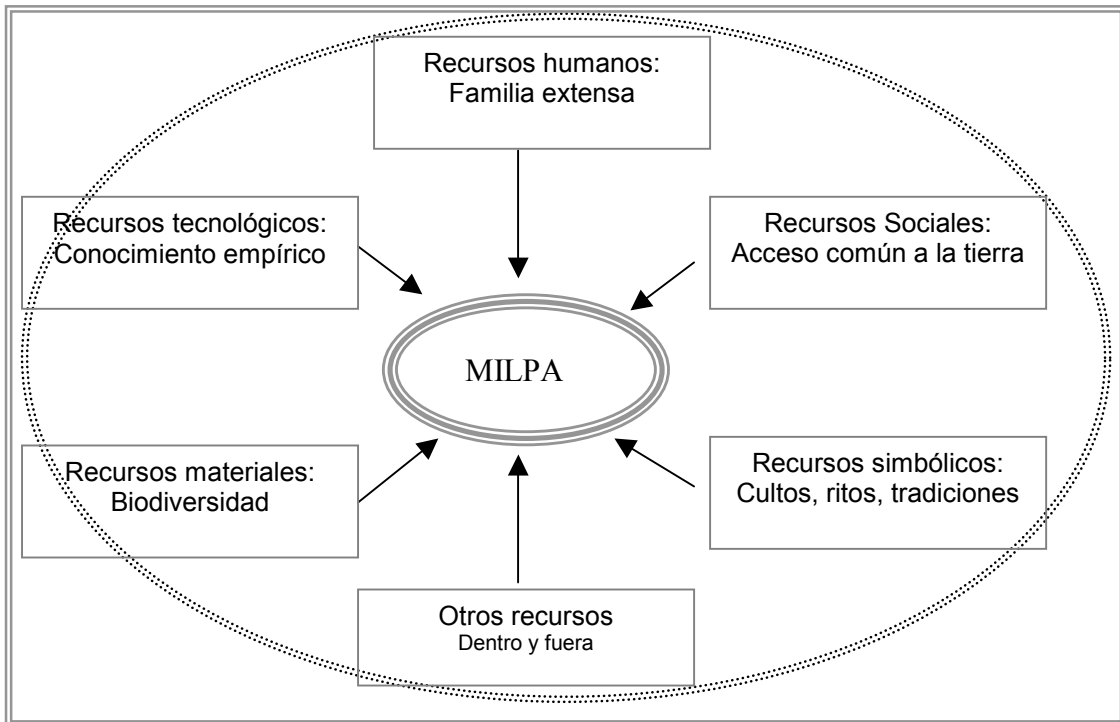 Recursos humanos:
Familia extensa
Recursos tecnológicos:
Conocimiento empírico
Recursos Sociales:
Acceso común a la tierra
MILPA
Recursos materiales:
Biodiversidad
Recursos simbólicos:
Cultos, ritos, tradiciones
Otros recursos
Dentro y fuera